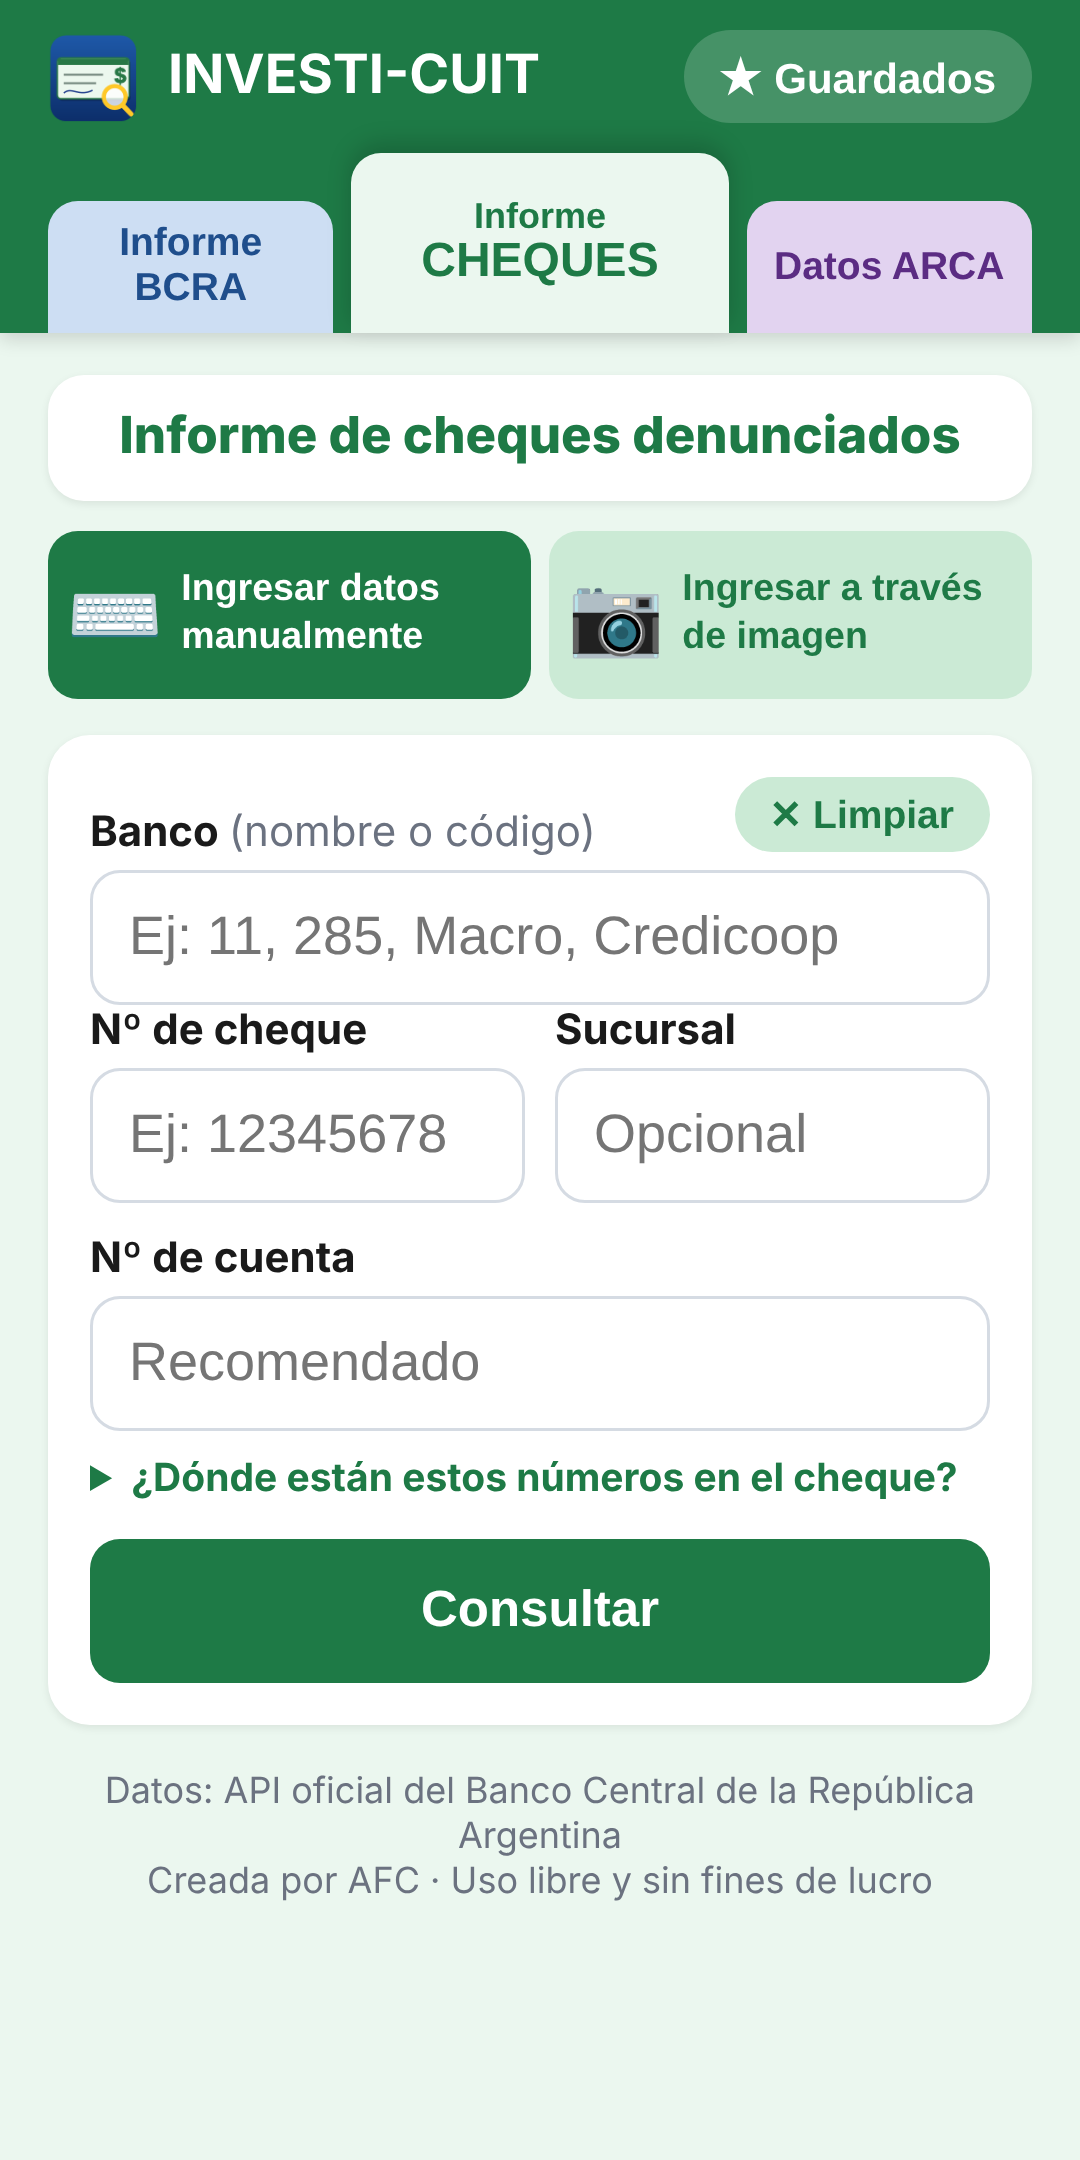 INVESTI-CUIT
★ Guardados
Informe
BCRA
Informe
CHEQUES
Datos ARCA
Informe de cheques denunciados
Ingresar datos
manualmente
Ingresar a través
de imagen
Banco (nombre o código)
✕ Limpiar
Ej: 11, 285, Macro, Credicoop
Nº de cheque
Sucursal
Ej: 12345678
Opcional
Nº de cuenta
Recomendado
▶ ¿Dónde están estos números en el cheque?
Consultar
Datos: API oficial del Banco Central de la República
Argentina
Creada por AFC · Uso libre y sin fines de lucro